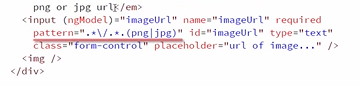 png or jpg url</em>
<input (ngModel)="imageUrl" name="imageUrl" required
pattern=".*\/.*.(png|jpg)" id="imageUrl" type="text"
class="form-control" placeholder="url of image..." />
<img />
</div>